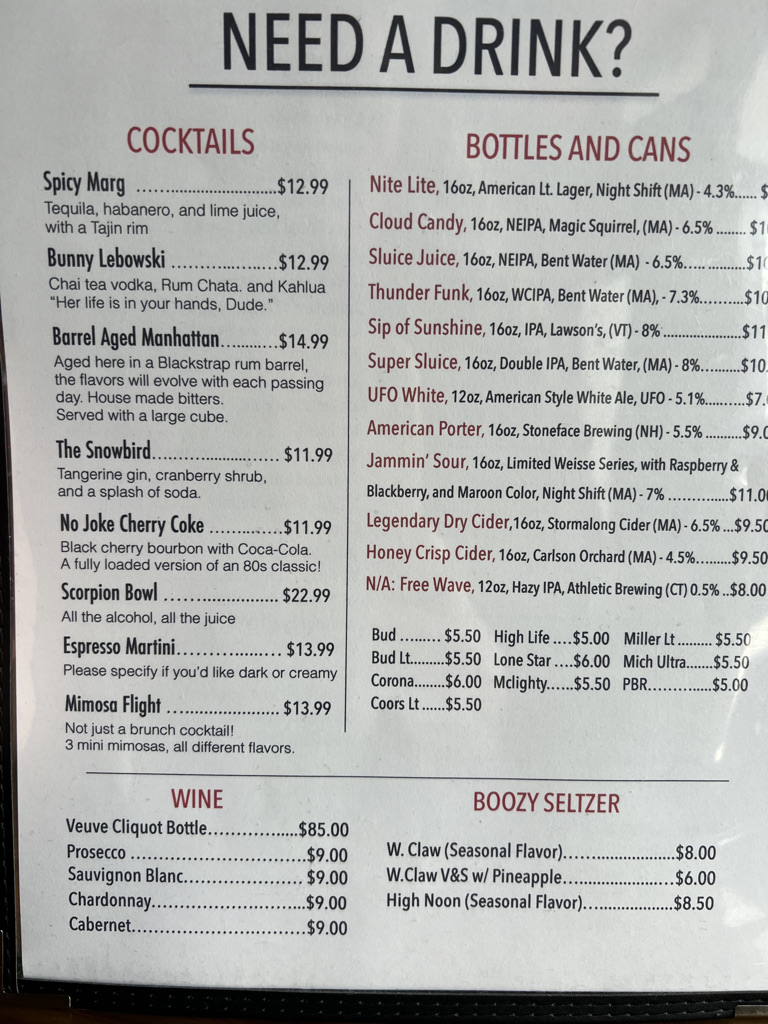 NEED A DRINK?
COCKTAILS
Spicy Marg ..........................$12.99
Tequila, habanero, and lime juice,
with a Tajin rim
Bunny Lebowski ....................$12.99
Chai tea vodka, Rum Chata. and Kahlua
“Her life is in your hands, Dude.”
Barrel Aged Manhattan...........$14.99
Aged here in a Blackstrap rum barrel,
the flavors will evolve with each passing
day. House made bitters.
Served with a large cube.
The Snowbird........................ $11.99
Tangerine gin, cranberry shrub,
and a splash of soda.
No Joke Cherry Coke .............$11.99
Black cherry bourbon with Coca-Cola.
A fully loaded version of an 80s classic!
Scorpion Bowl ......................$22.99
All the alcohol, all the juice
Espresso Martini.................... $13.99
Please specify if you'd like dark or creamy
Mimosa Flight ...................... $13.99
Not just a brunch cocktail!
3 mini mimosas, all different flavors.
BOTTLES AND CANS
Nite Lite, 16oz, American Lt. Lager, Night Shift (MA) - 4.3%...... $
Cloud Candy, 16oz, NEIPA, Magic Squirrel, (MA) - 6.5% ........ $1
Sluice Juice, 16oz, NEIPA, Bent Water (MA) - 6.5%................$1
Thunder Funk, 16oz, WCIPA, Bent Water (MA), - 7.3%..........$10
Sip of Sunshine, 16oz, IPA, Lawson's, (VT) - 8% .....................$11
Super Sluice, 16oz, Double IPA, Bent Water, (MA) - 8%.........$10.
UFO White, 12oz, American Style White Ale, UFO - 5.1%.........$7.
American Porter, 16oz, Stoneface Brewing (NH) - 5.5% ..........$9.0
Jammin' Sour, 16oz, Limited Weisse Series, with Raspberry &
Blackberry, and Maroon Color, Night Shift (MA) - 7% .............$11.0
Legendary Dry Cider,16oz, Stormalong Cider (MA) - 6.5% ...$9.50
Honey Crisp Cider, 16oz, Carlson Orchard (MA) - 4.5%.........$9.50
N/A: Free Wave, 12oz, Hazy IPA, Athletic Brewing (CT) 0.5% ..$8.00
Bud ......... $5.50 High Life ....$5.00 Miller Lt ......... $5.50
Bud Lt.........$5.50 Lone Star ....$6.00 Mich Ultra.......$5.50
Corona........$6.00 Mclighty......$5.50 PBR..............$5.00
Coors Lt ......$5.50
WINE
Veuve Cliquot Bottle..................$85.00
Prosecco ..................................$9.00
Sauvignon Blanc........................ $9.00
Chardonnay...............................$9.00
Cabernet...................................$9.00
BOOZY SELTZER
W. Claw (Seasonal Flavor)........................$8.00
W.Claw V&S w/ Pineapple........................$6.00
High Noon (Seasonal Flavor).....................$8.50